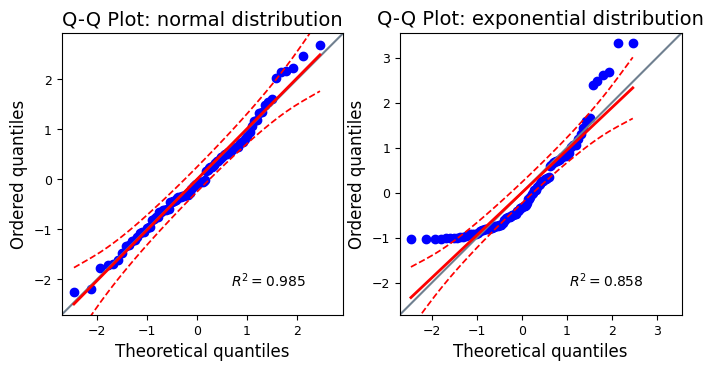 Q-Q Plot: normal distribution
Ordered quantiles
2
1
0
−1
−2
R² = 0.985
−2 −1 0 1 2
Theoretical quantiles
Q-Q Plot: exponential distribution
Ordered quantiles
3
2
1
0
−1
−2
R² = 0.858
−2 −1 0 1 2 3
Theoretical quantiles